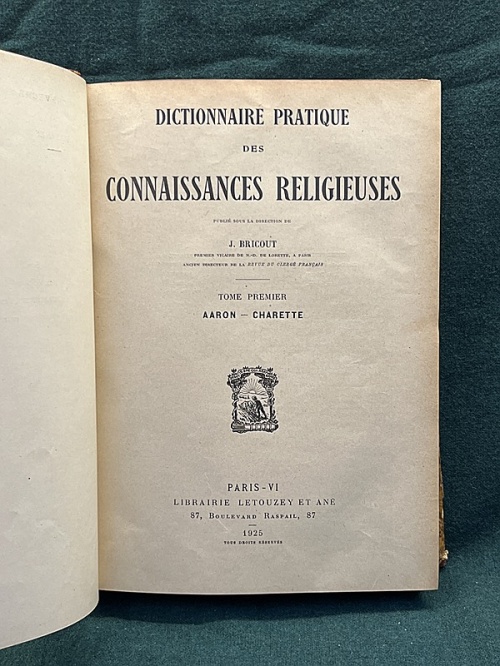 DICTIONNAIRE PRATIQUE
DES
CONNAISSANCES RELIGIEUSES
PUBLIÉ SOUS LA DIRECTION DE
J. BRICOUT
PREMIER VICAIRE DE N.-D. DE LORETTE, A PARIS
ANCIEN DIRECTEUR DE LA REVUE DU CLERGÉ FRANÇAIS
TOME PREMIER
AARON — CHARETTE
PARIS-VI
LIBRAIRIE LETOUZEY ET ANÉ
87, BOULEVARD RASPAIL, 87
1925
TOUS DROITS RÉSERVÉS